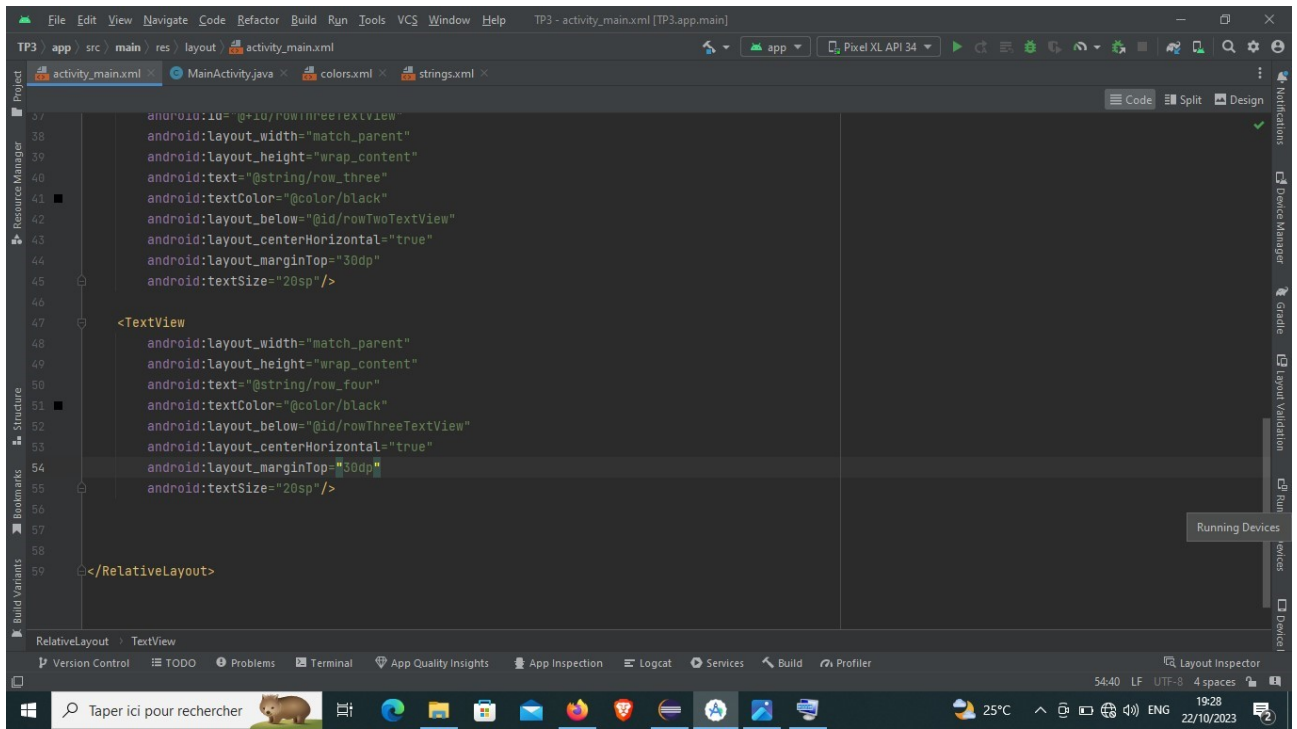 File Edit View Navigate Code Refactor Build Run Tools VCS Window Help TP3 - activity_main.xml [TP3.app.main]
TP3 app src main res layout activity_main.xml app Pixel XL API 34
activity_main.xml MainActivity.java colors.xml strings.xml
Code Split Design
37 android:id="@+id/rowThreeTextView"
38 android:layout_width="match_parent"
39 android:layout_height="wrap_content"
40 android:text="@string/row_three"
41 android:textColor="@color/black"
42 android:layout_below="@id/rowTwoTextView"
43 android:layout_centerHorizontal="true"
44 android:layout_marginTop="30dp"
45 android:textSize="20sp"/>
46
47 <TextView
48 android:layout_width="match_parent"
49 android:layout_height="wrap_content"
50 android:text="@string/row_four"
51 android:textColor="@color/black"
52 android:layout_below="@id/rowThreeTextView"
53 android:layout_centerHorizontal="true"
54 android:layout_marginTop="30dp"
55 android:textSize="20sp"/>
56
57
58
59 </RelativeLayout>
Project
Resource Manager
Structure
Bookmarks
Build Variants
Notifications
Device Manager
Gradle
Layout Validation
Running Devices
RelativeLayout TextView
Version Control TODO Problems Terminal App Quality Insights App Inspection Logcat Services Build Profiler Layout Inspector
54:40 LF UTF-8 4 spaces
Taper ici pour rechercher 25°C ENG 19:28
22/10/2023